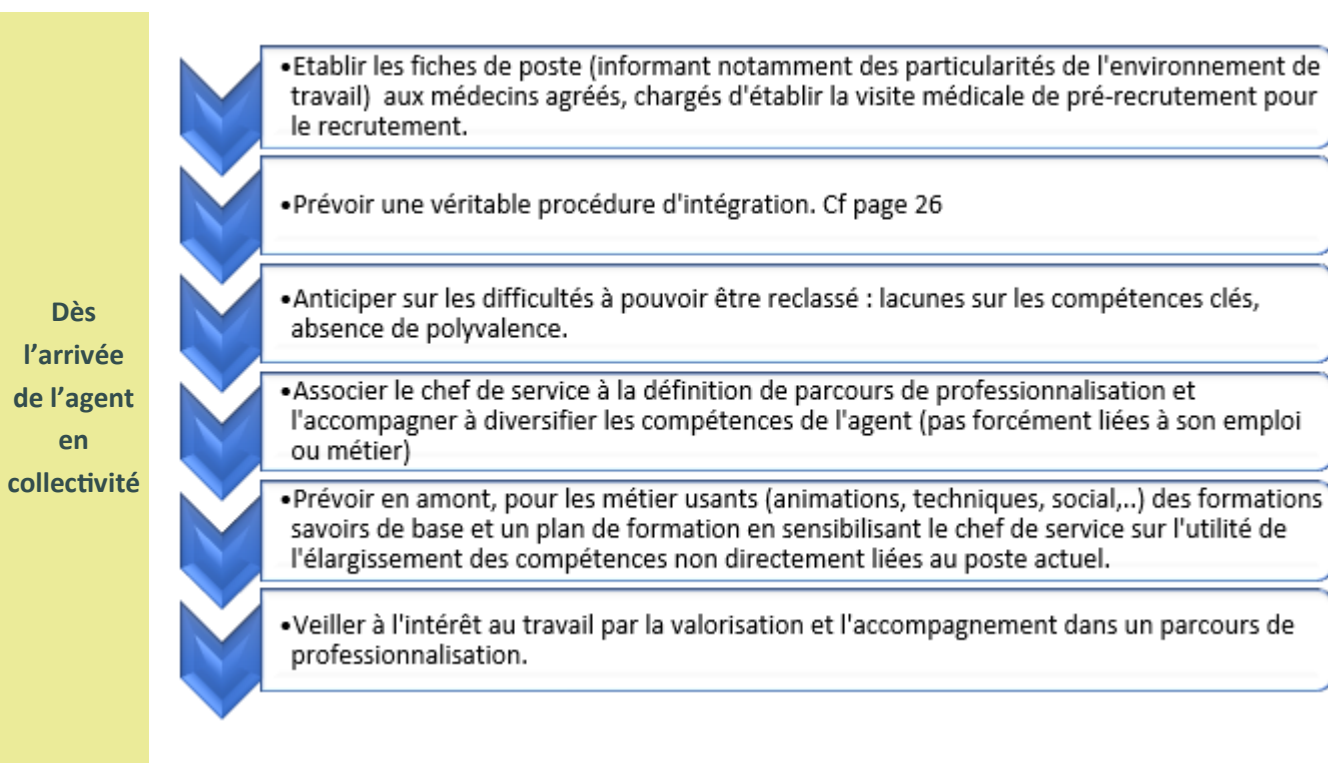 Dès
l'arrivée
de l'agent
en
collectivité
•Etablir les fiches de poste (informant notamment des particularités de l'environnement de
travail)  aux médecins agréés, chargés d'établir la visite médicale de pré-recrutement pour
le recrutement.
•Prévoir une véritable procédure d'intégration. Cf page 26
•Anticiper sur les difficultés à pouvoir être reclassé : lacunes sur les compétences clés,
absence de polyvalence.
•Associer le chef de service à la définition de parcours de professionnalisation et
l'accompagner à diversifier les compétences de l'agent (pas forcément liées à son emploi
ou métier)
•Prévoir en amont, pour les métier usants (animations, techniques, social,..) des formations
savoirs de base et un plan de formation en sensibilisant le chef de service sur l'utilité de
l'élargissement des compétences non directement liées au poste actuel.
•Veiller à l'intérêt au travail par la valorisation et l'accompagnement dans un parcours de
professionnalisation.